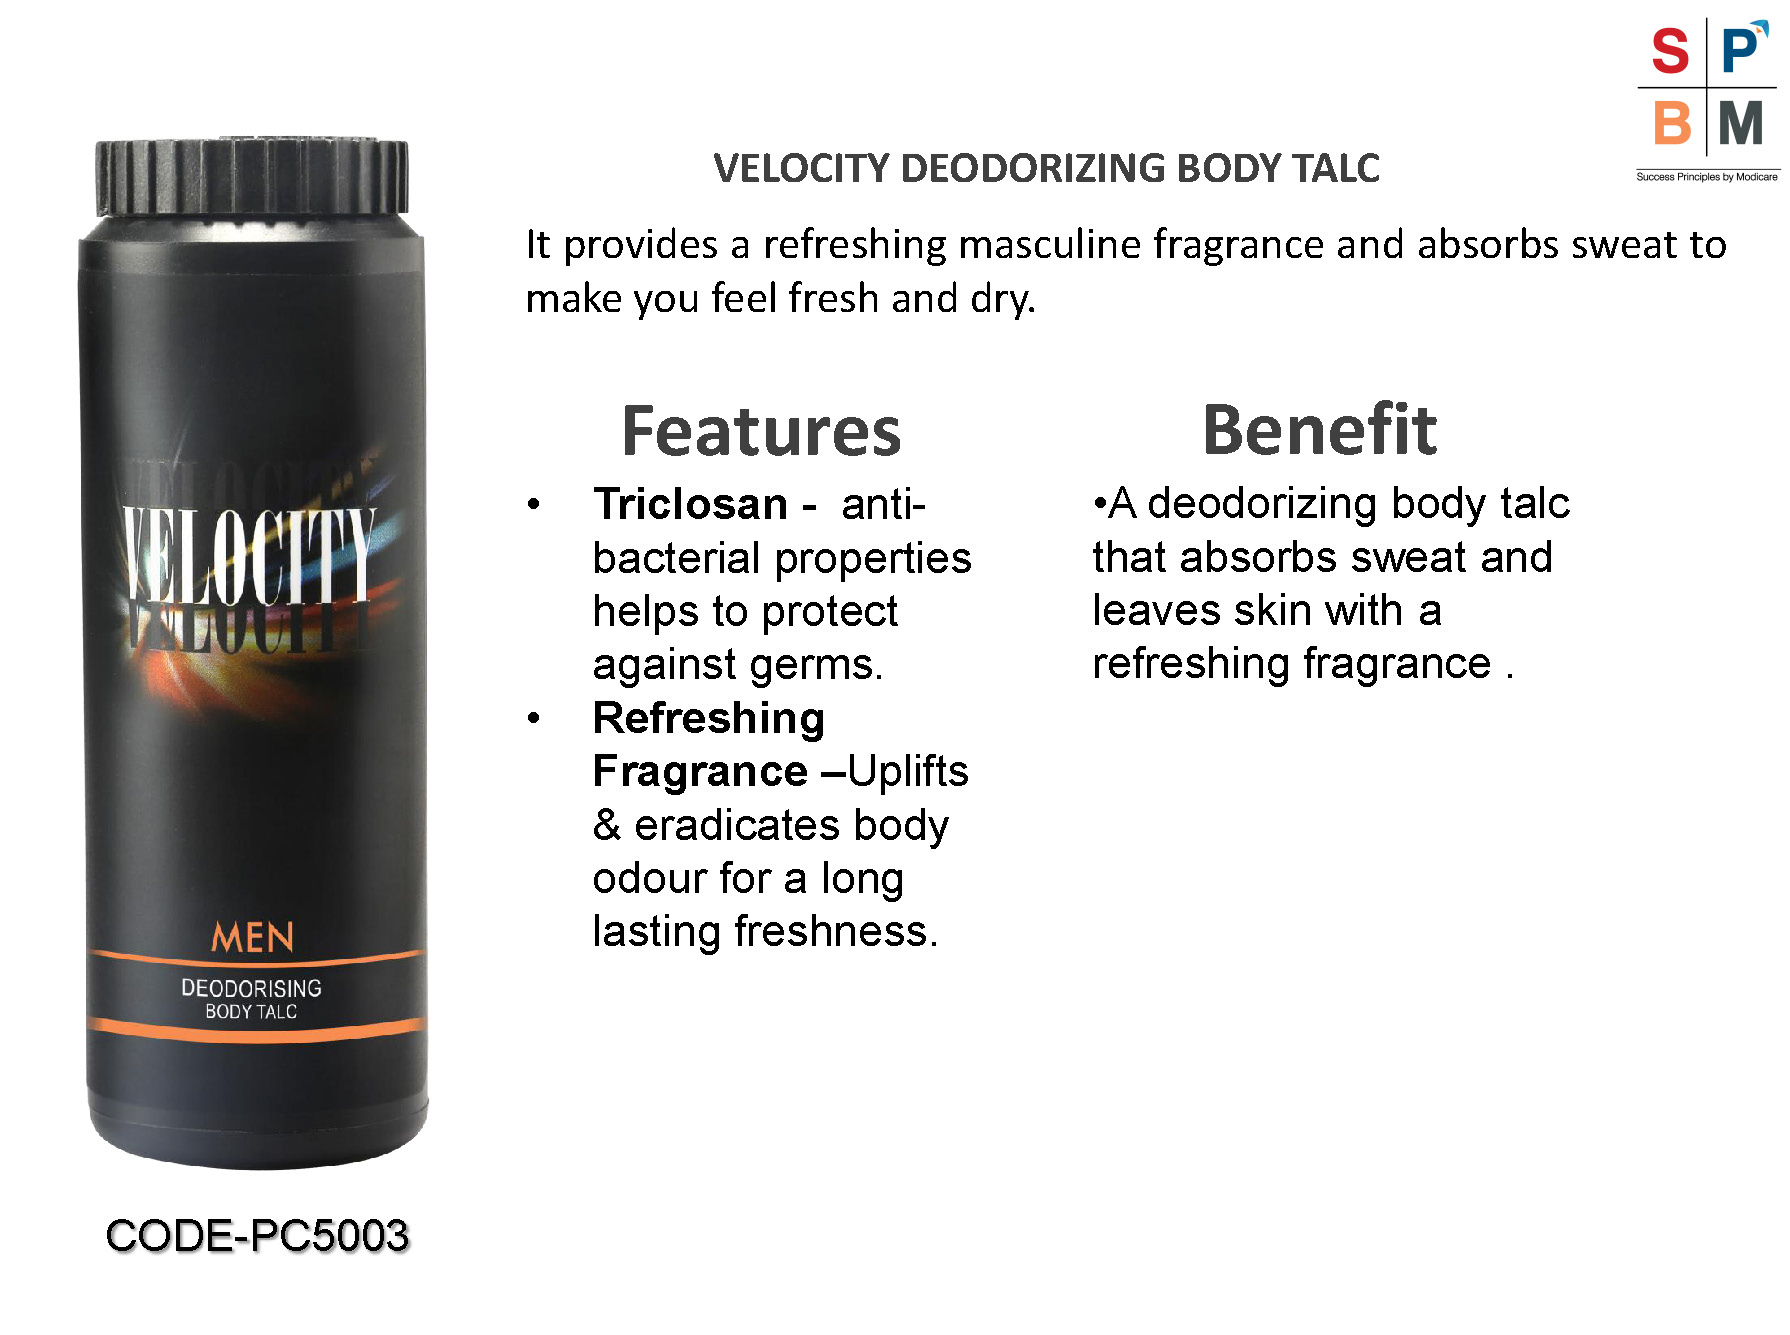 S P
B M
Success Principles by Modicare
VELOCITY DEODORIZING BODY TALC
It provides a refreshing masculine fragrance and absorbs sweat to
make you feel fresh and dry.
Features
• Triclosan - anti-
bacterial properties
helps to protect
against germs.
• Refreshing
Fragrance –Uplifts
& eradicates body
odour for a long
lasting freshness.
Benefit
•A deodorizing body talc
that absorbs sweat and
leaves skin with a
refreshing fragrance .
VELOCITY
VELOCITY
VELOCITY
MEN
DEODORISING
BODY TALC
CODE-PC5003